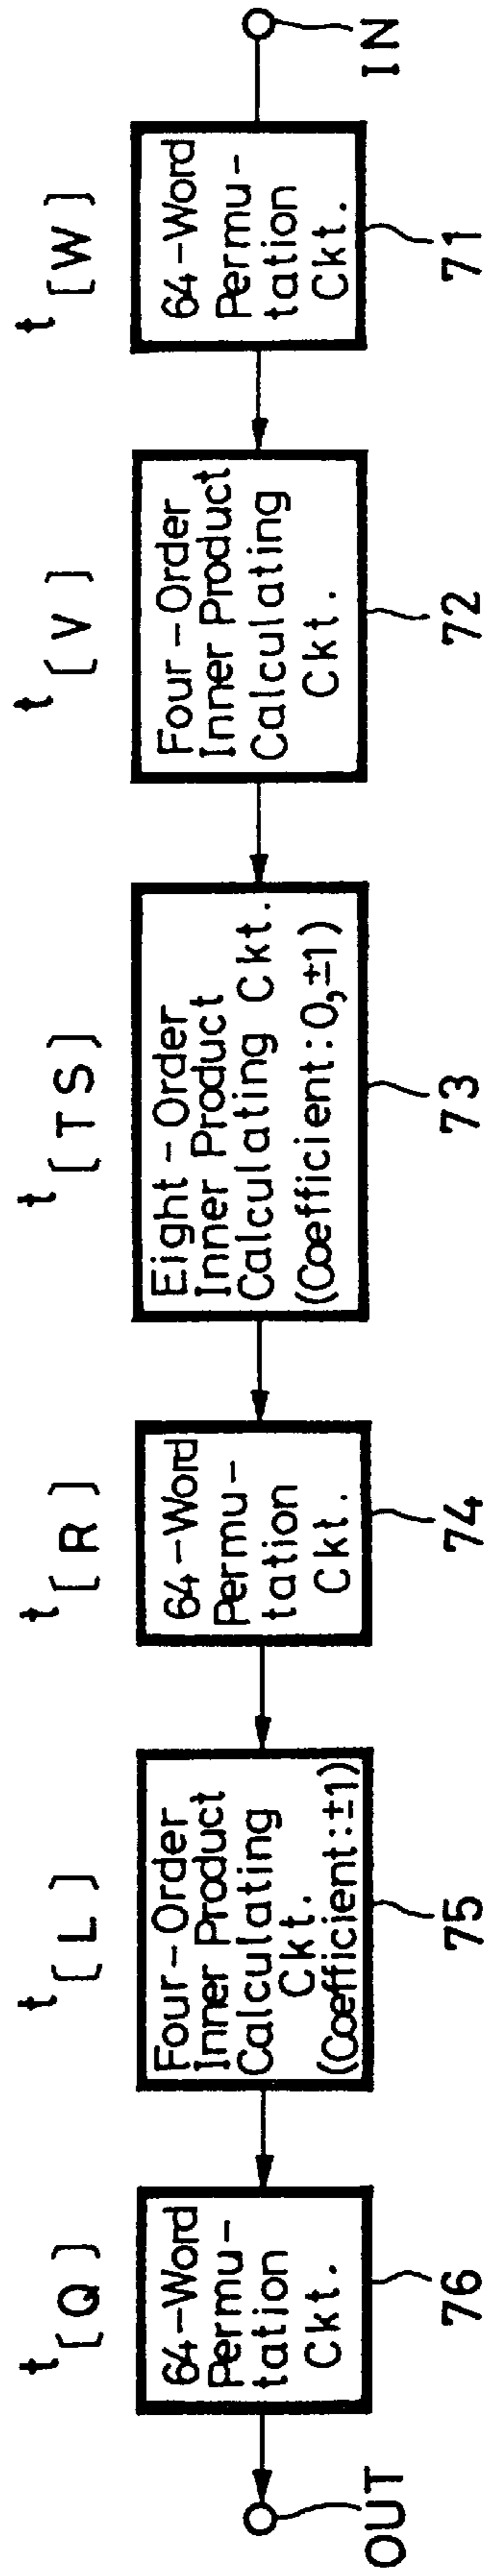 IN
t[W]
64-Word
Permu-
tation
Ckt.
71
t[V]
Four-Order
Inner Product
Calculating
Ckt.
72
t[TS]
Eight-Order
Inner Product
Calculating Ckt.
(Coefficient:0,±1)
73
t[R]
64-Word
Permu-
tation
Ckt.
74
t[L]
Four-Order
Inner Product
Calculating
Ckt.
(Coefficient:±1)
75
t[Q]
64-Word
Permu-
tation
Ckt.
76
OUT